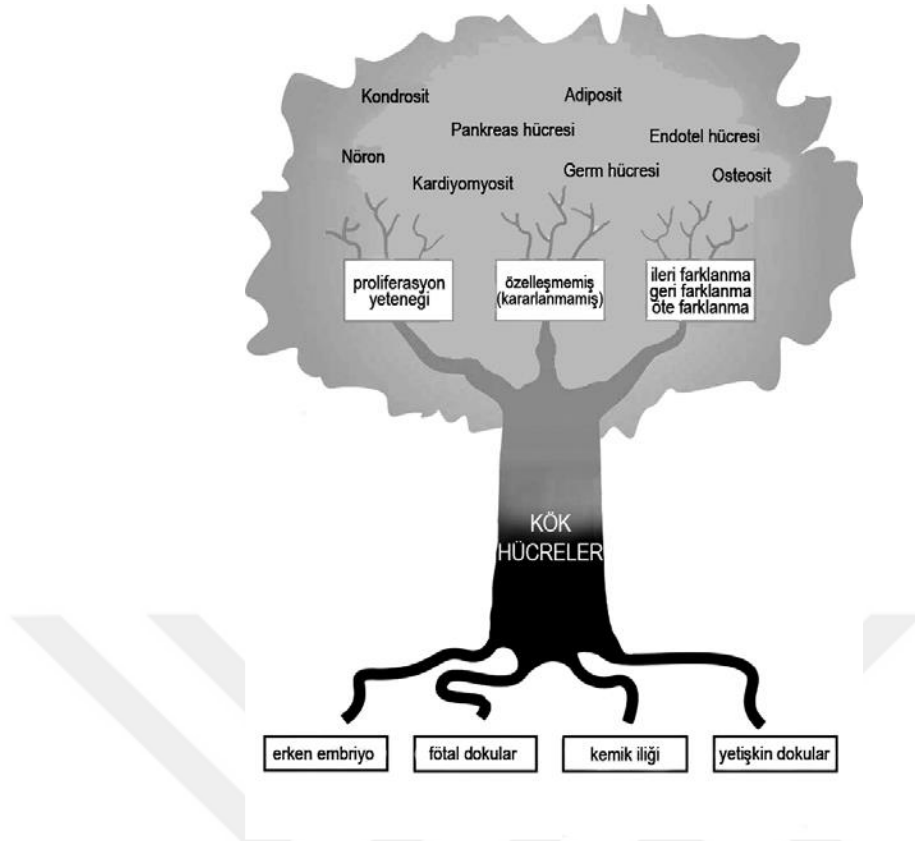 Kondrosit
Adiposit
Pankreas hücresi
Endotel hücresi
Nöron
Kardiyomyosit
Germ hücresi
Osteosit
proliferasyon
yeteneği
özelleşmemiş
(kararlanmamiş)
ileri farklanma
geri farklanma
öte farklanma
KÖK
HÜCRELER
erken embriyo
fötal dokular
kemik iliği
yetişkin dokular